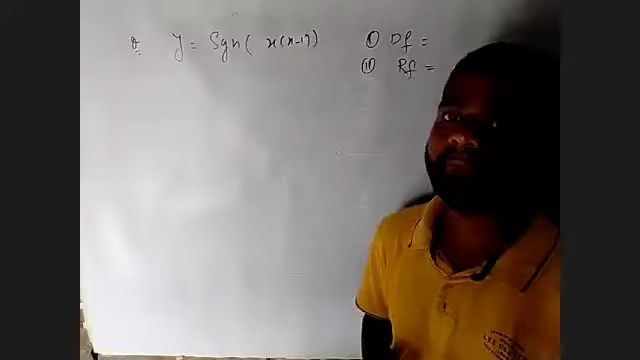 Q y = Sgn( x(x-1)) (i) Df =
(ii) Rf =